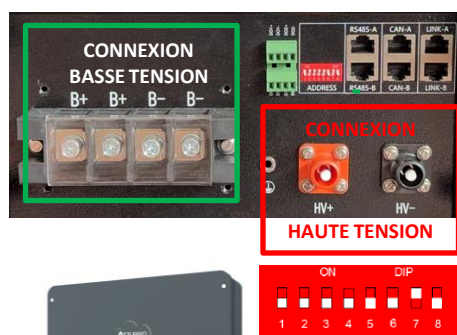 CONNEXION
BASSE TENSION
B+ B+ B- B-
ADDRESS
RS485-A CAN-A LINK-A
RS485-B CAN-B LINK-B
CONNEXION
HV+ HV-
HAUTE TENSION
ON DIP
1 2 3 4 5 6 7 8